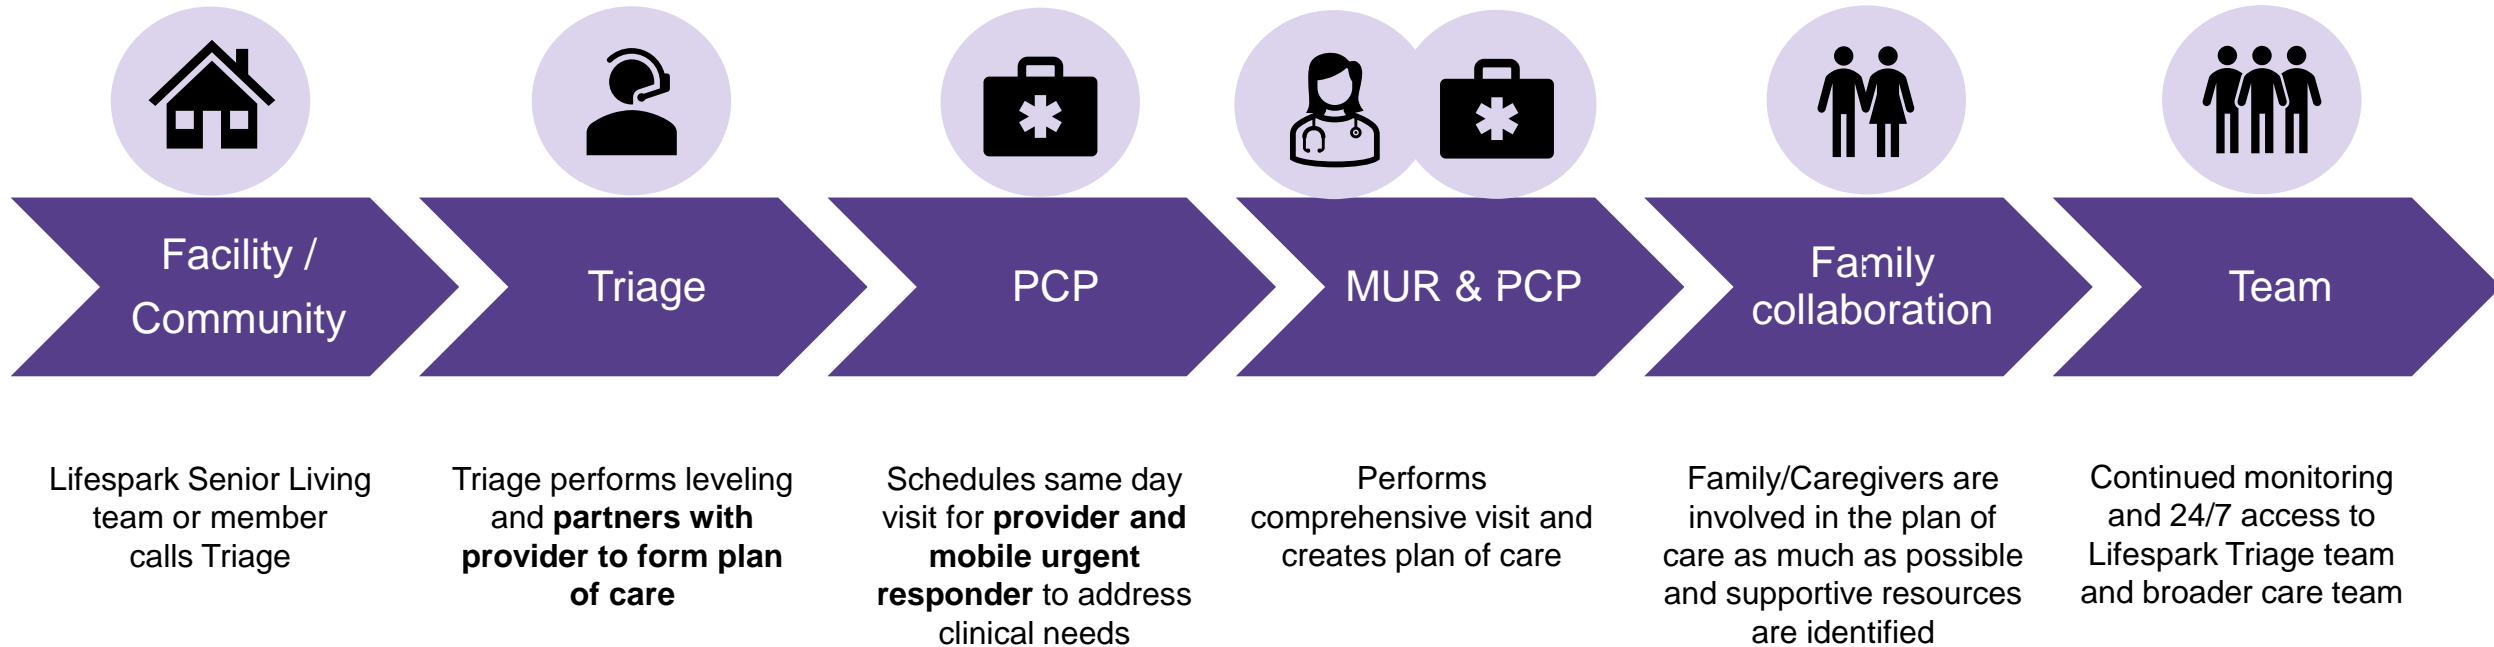 Facility /
Community
Triage
PCP
MUR & PCP
Family
collaboration
Team
Lifespark Senior Living
team or member
calls Triage
Triage performs leveling
and partners with
provider to form plan
of care
Schedules same day
visit for provider and
mobile urgent
responder to address
clinical needs
Performs
comprehensive visit and
creates plan of care
Family/Caregivers are
involved in the plan of
care as much as possible
and supportive resources
are identified
Continued monitoring
and 24/7 access to
Lifespark Triage team
and broader care team